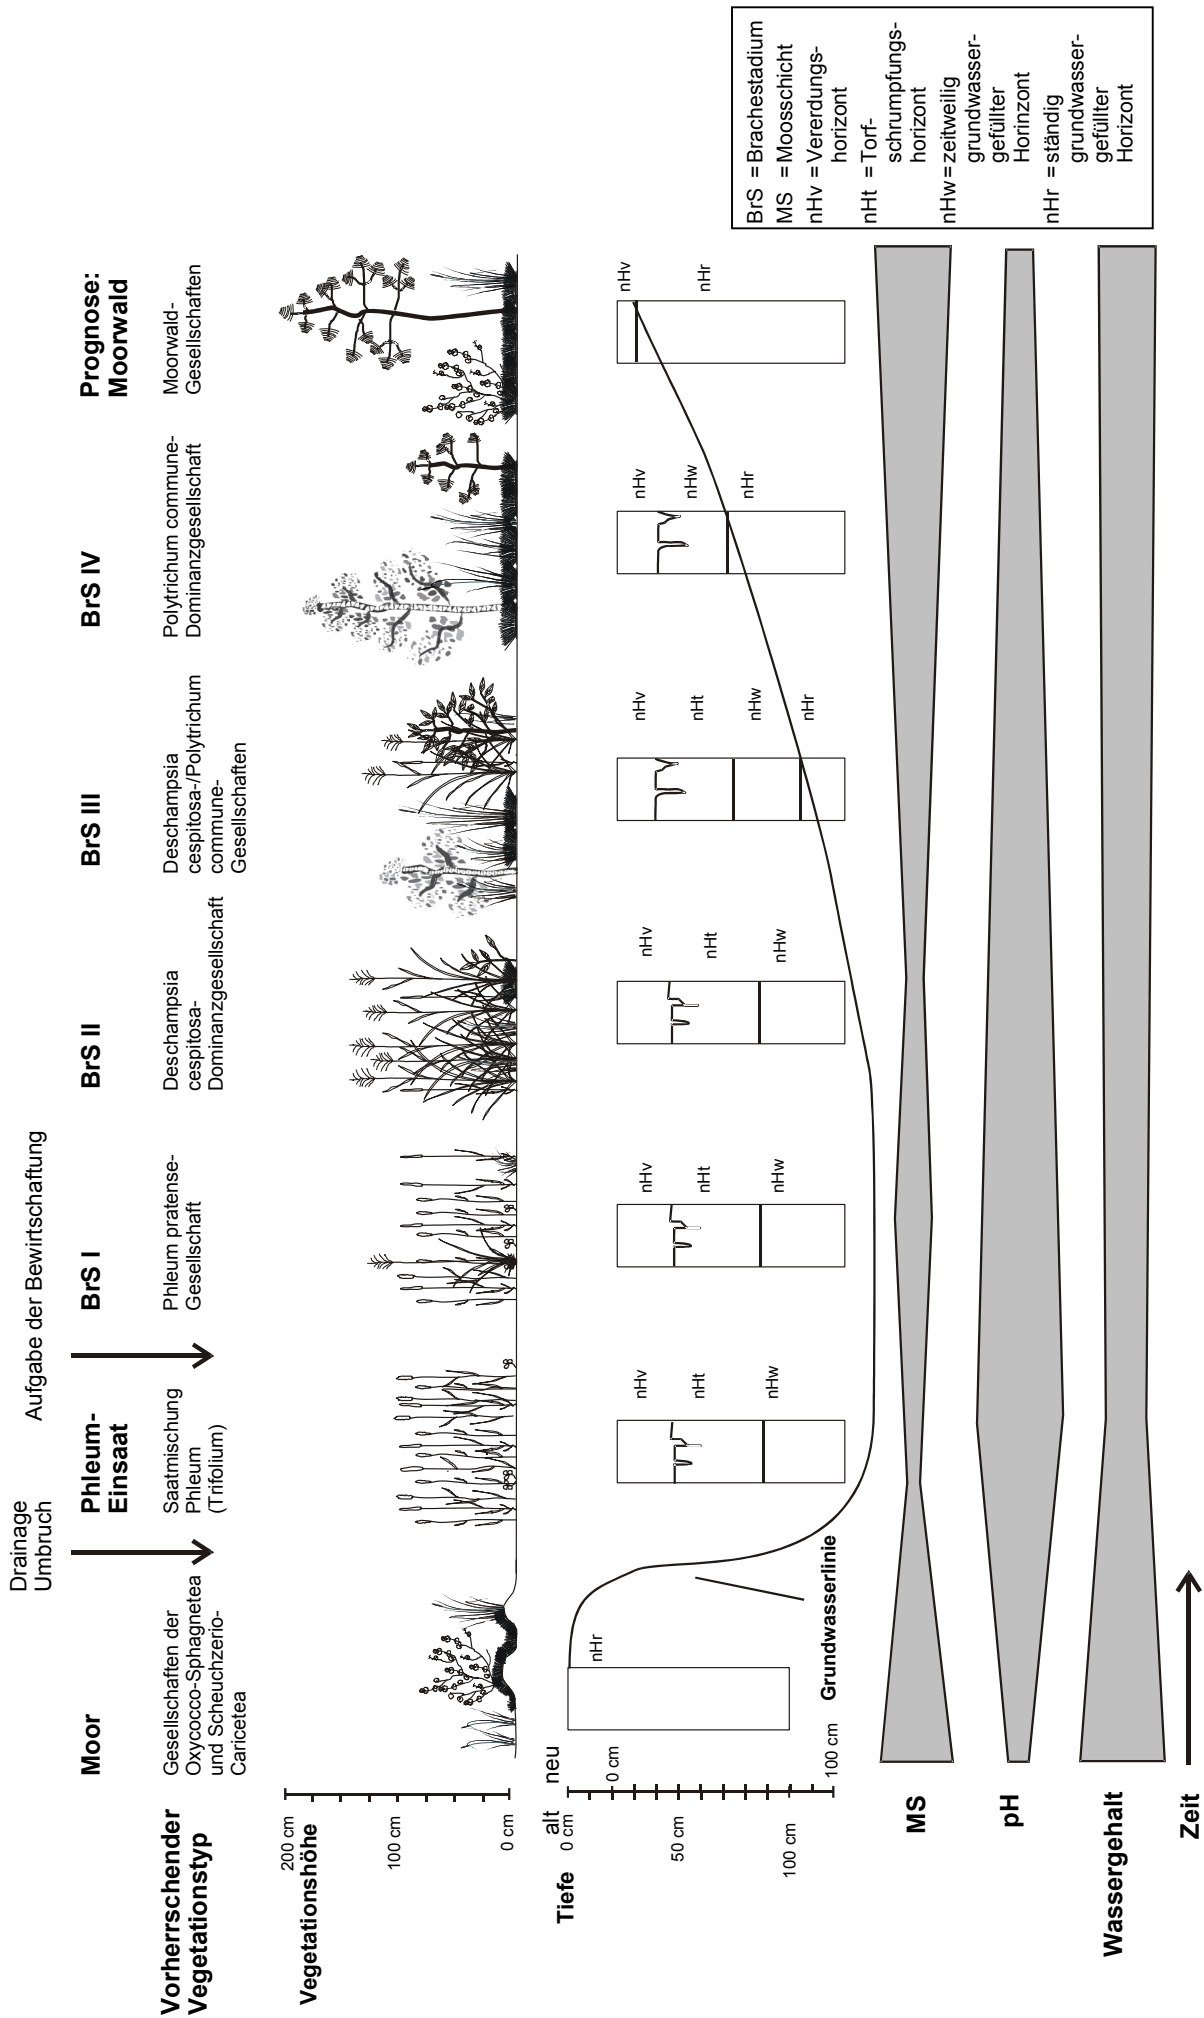 Drainage
Umbruch
Aufgabe der Bewirtschaftung
Moor
Phleum-
Einsaat
BrS I
BrS II
BrS III
BrS IV
Prognose:
Moorwald
Vorherrschender
Vegetationstyp
Gesellschaften der
Oxycocco-Sphagnetea
und Scheuchzerio-
Caricetea
Saatmischung
Phleum
(Trifolium)
Phleum pratense-
Gesellschaft
Deschampsia
cespitosa-
Dominanzgesellschaft
Deschampsia
cespitosa-/Polytrichum
commune-
Gesellschaften
Polytrichum commune-
Dominanzgesellschaft
Moorwald-
Gesellschaften
Vegetationshöhe
200 cm
100 cm
0 cm
Tiefe
alt
neu
0 cm
50 cm
100 cm
0 cm
100 cm
nHr
Grundwasserlinie
nHv
nHt
nHw
nHv
nHt
nHw
nHv
nHt
nHw
nHv
nHt
nHw
nHr
nHv
nHw
nHr
nHv
nHr
MS
pH
Wassergehalt
Zeit
BrS = Brachestadium
MS = Moosschicht
nHv = Vererdungs-
horizont
nHt = Torf-
schrumpfungs-
horizont
nHw = zeitweilig
grundwasser-
gefüllter
Horinzont
nHr = ständig
grundwasser-
gefüllter
Horizont